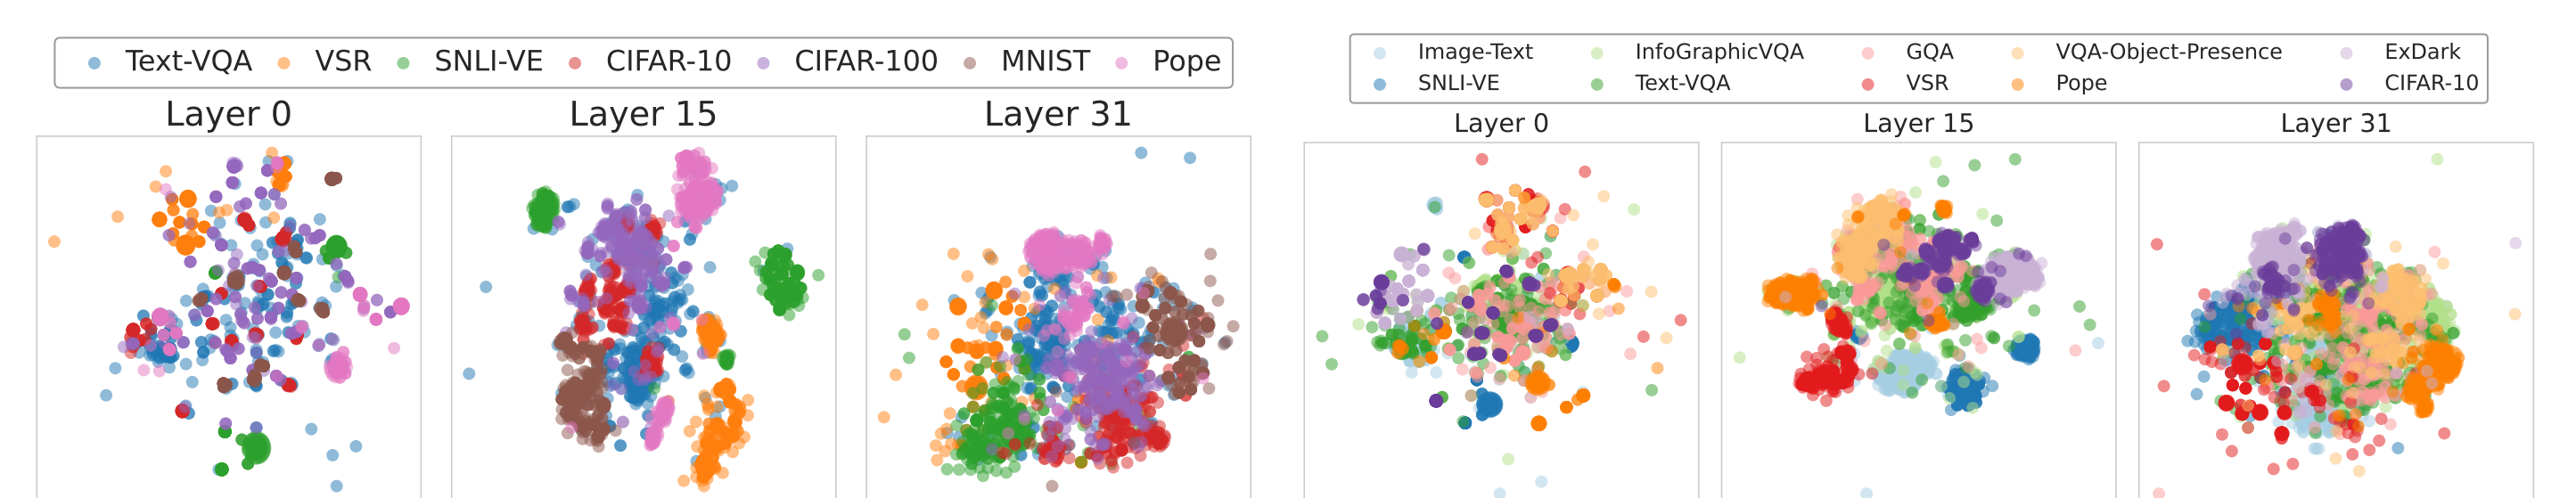 Text-VQA VSR SNLI-VE CIFAR-10 CIFAR-100 MNIST Pope
Layer 0 Layer 15 Layer 31
Image-Text InfoGraphicVQA GQA VQA-Object-Presence ExDark
SNLI-VE Text-VQA VSR Pope CIFAR-10
Layer 0 Layer 15 Layer 31